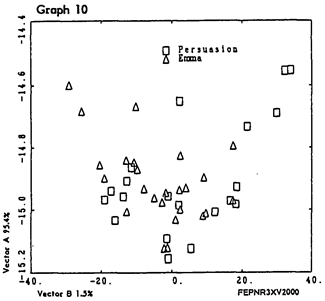 Graph 10
-14.4
Persuasion
Emma
-14.6
-14.8
-15.0
-15.2
Vector A 95.4%
-40. -20. 0. 20. 40.
Vector B 1.5%
FEPNR3XV2000